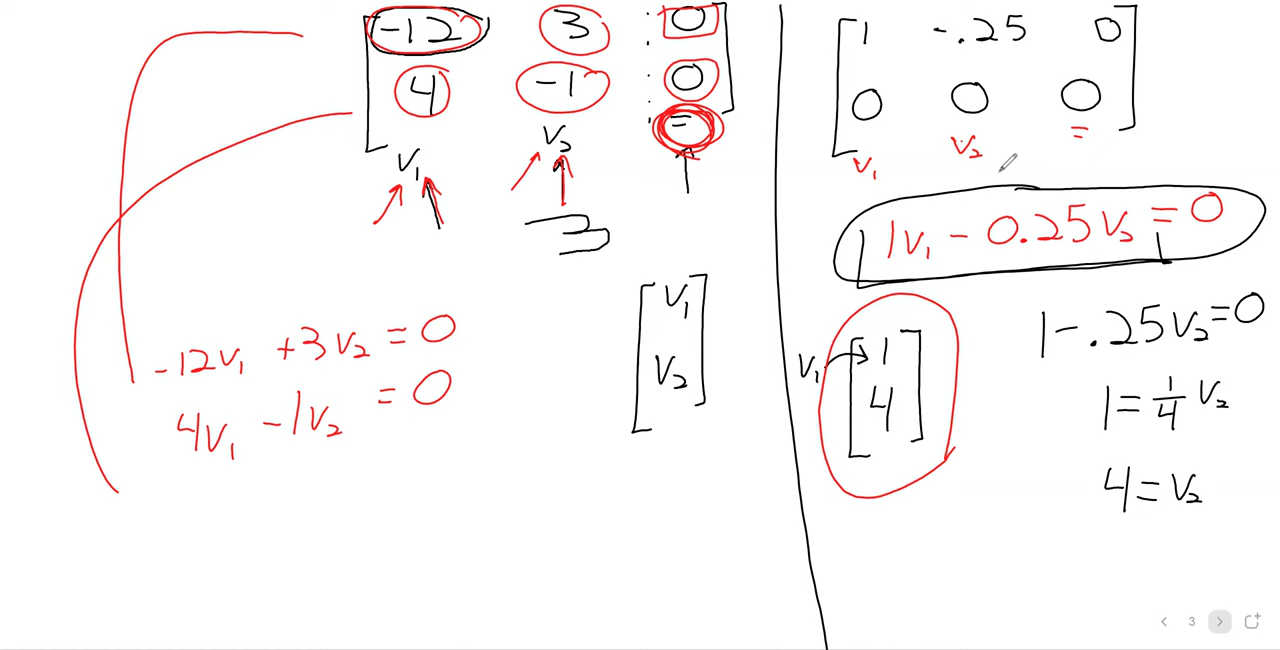 -12 3 : 0
4 -1 : 0
V₁ V₂ =
-12V₁ +3V₂ = 0
4V₁ -1V₂ = 0
V₁
V₂
1 -.25 0
0 0 0
V₁ V₂ =
1V₁ - 0.25V₂ = 0
V₁ 1
4
1-.25V₂=0
1=1/4 V₂
4=V₂
3